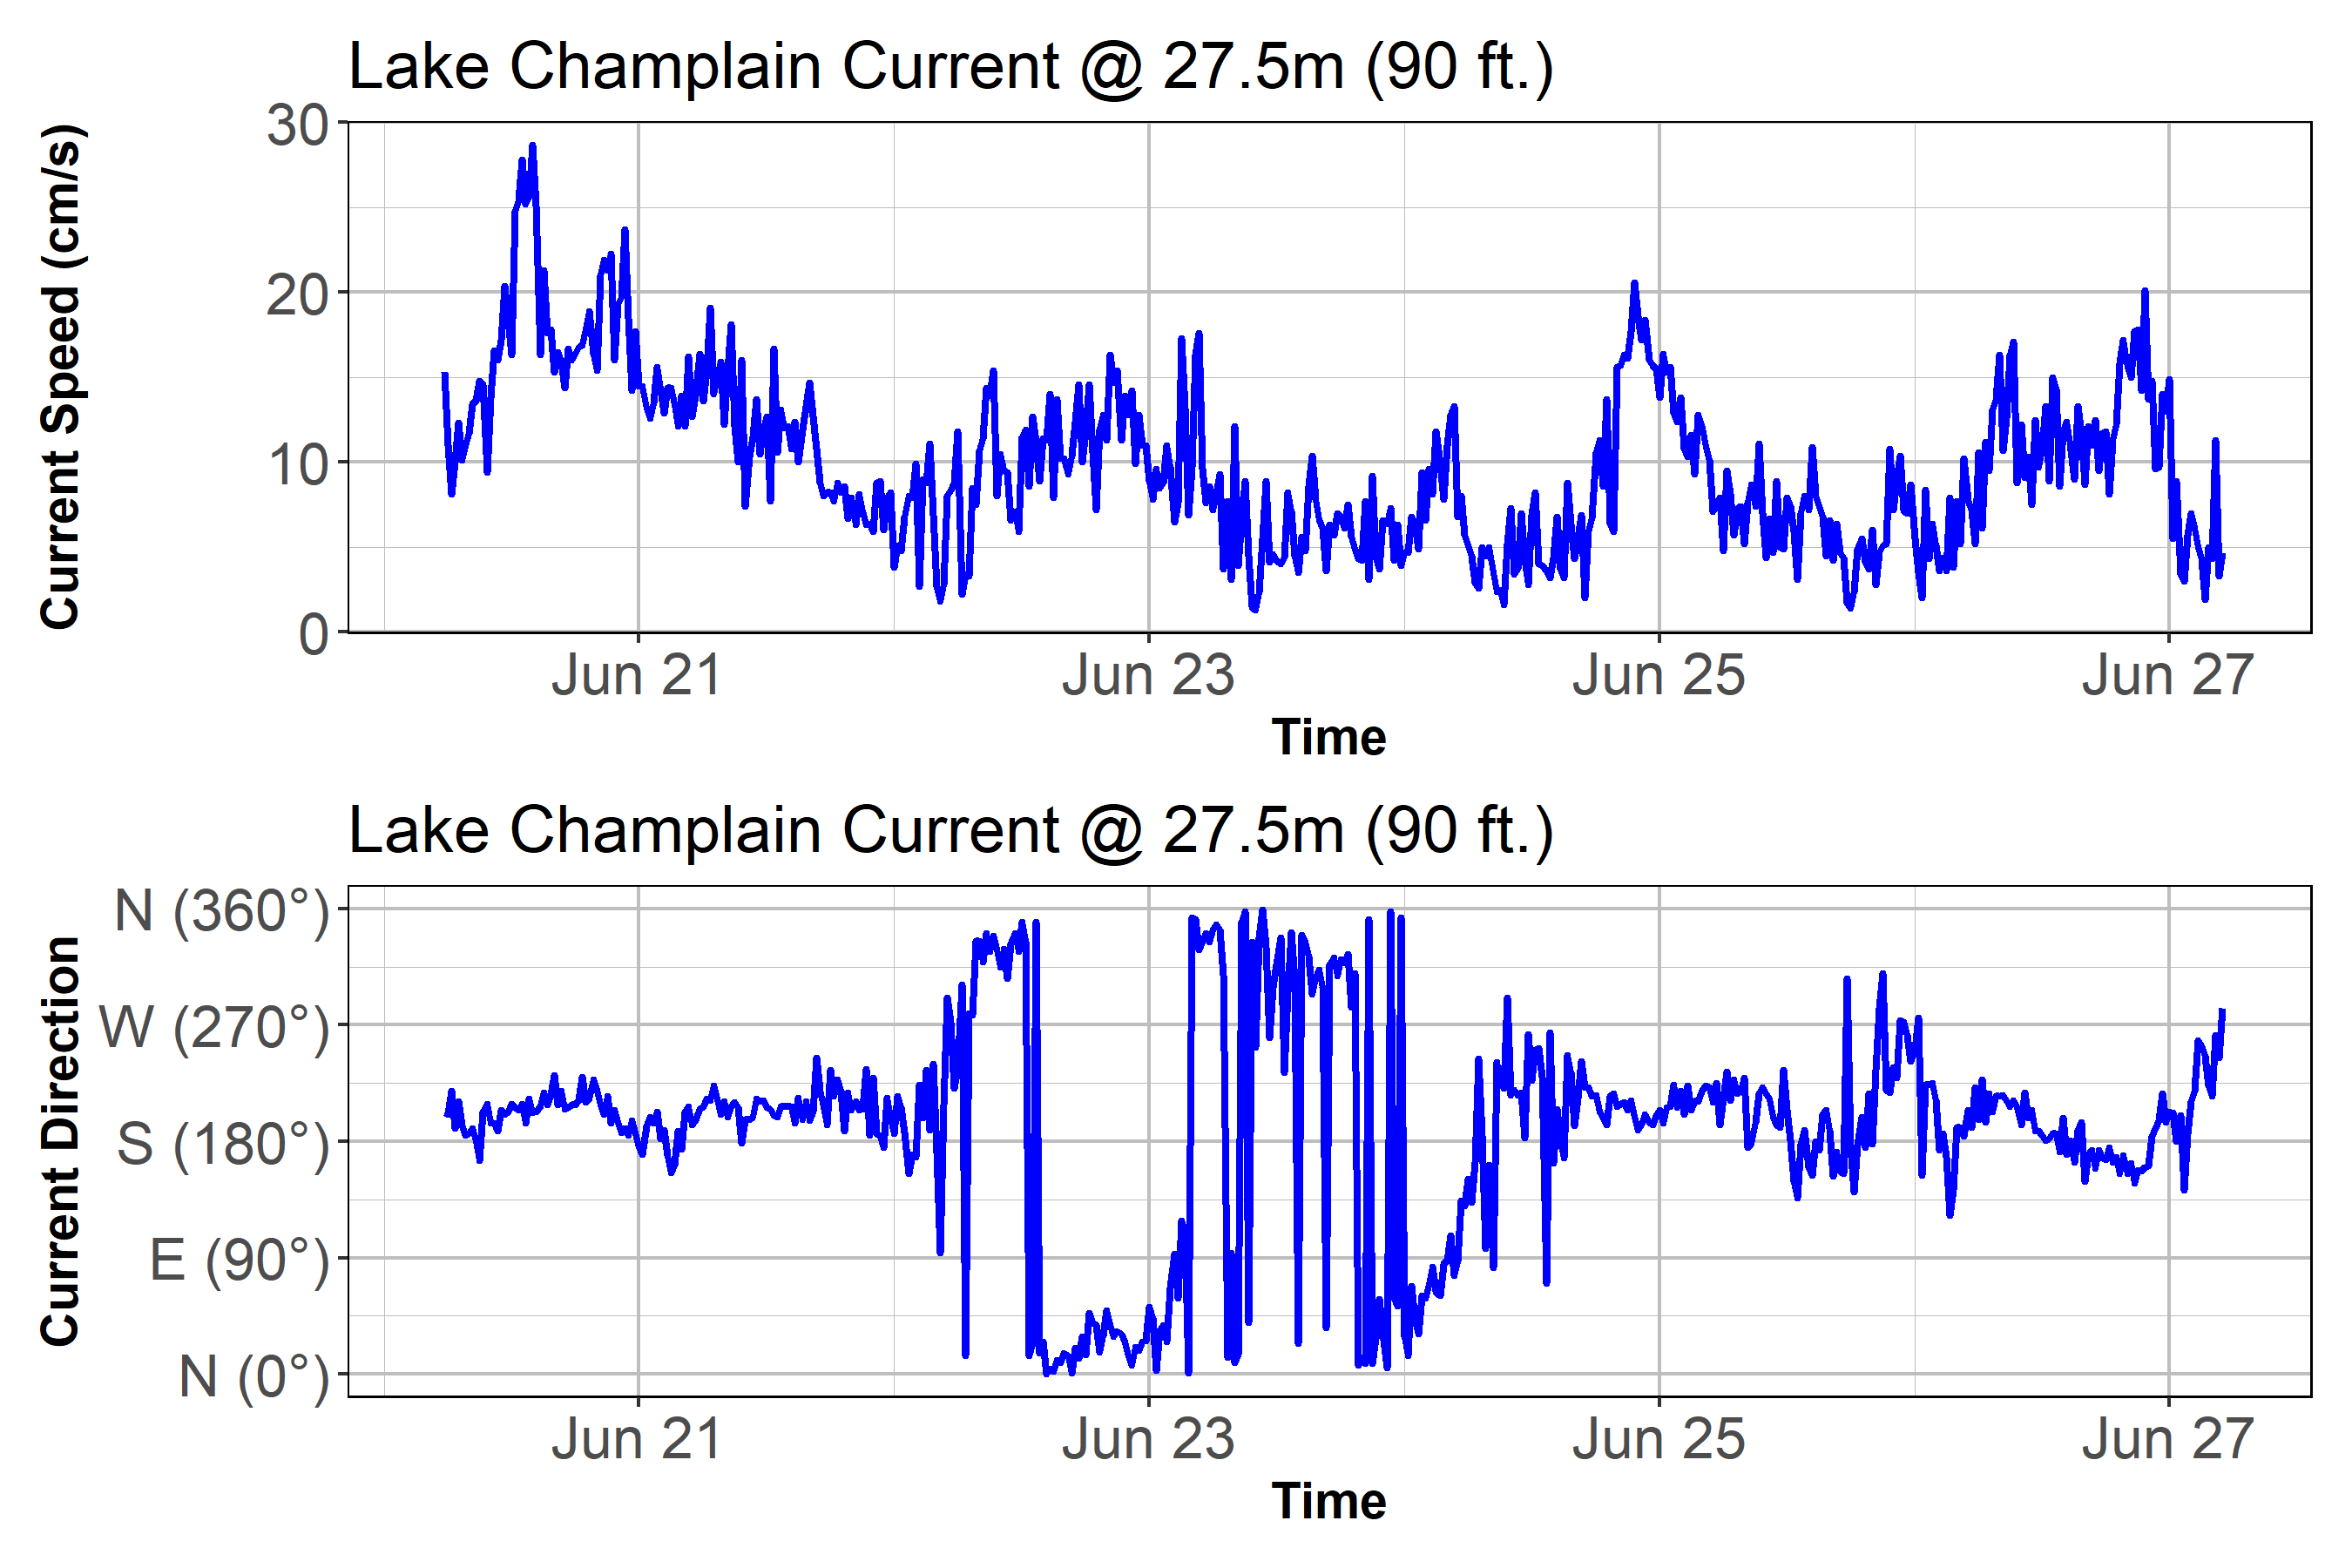 Lake Champlain Current @ 27.5m (90 ft.)
Current Speed (cm/s)
30
20
10
0
Jun 21 Jun 23 Jun 25 Jun 27
Time
Lake Champlain Current @ 27.5m (90 ft.)
Current Direction
N (360°)
W (270°)
S (180°)
E (90°)
N (0°)
Jun 21 Jun 23 Jun 25 Jun 27
Time